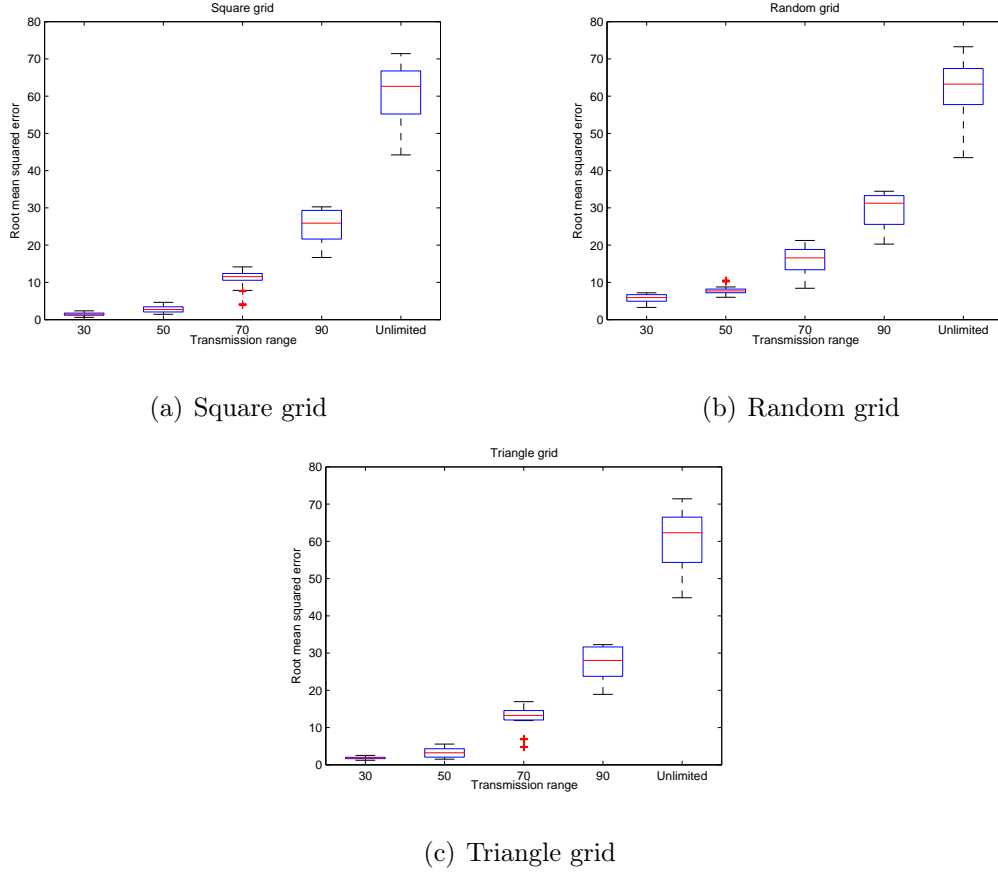 Square grid
80
70
60
50
40
30
20
10
0
Root mean squared error
30 50 70 90 Unlimited
Transmission range
(a) Square grid
Random grid
80
70
60
50
40
30
20
10
0
Root mean squared error
30 50 70 90 Unlimited
Transmission range
(b) Random grid
Triangle grid
80
70
60
50
40
30
20
10
0
Root mean squared error
30 50 70 90 Unlimited
Transmission range
(c) Triangle grid